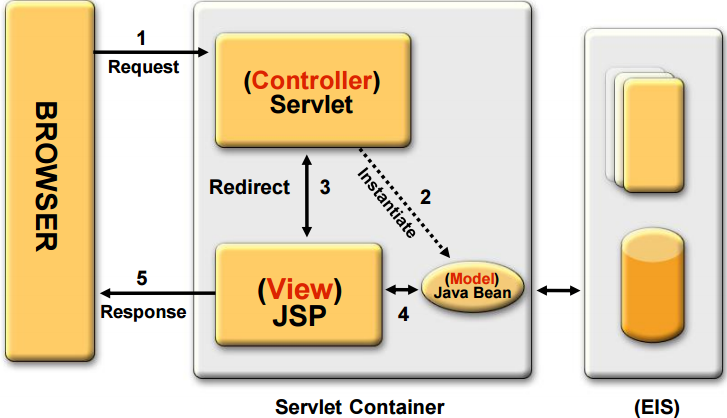 BROWSER
1
Request
(Controller)
Servlet
Redirect
3
2
Instantiate
5
Response
(View)
JSP
4
(Model)
Java Bean
Servlet Container
(EIS)